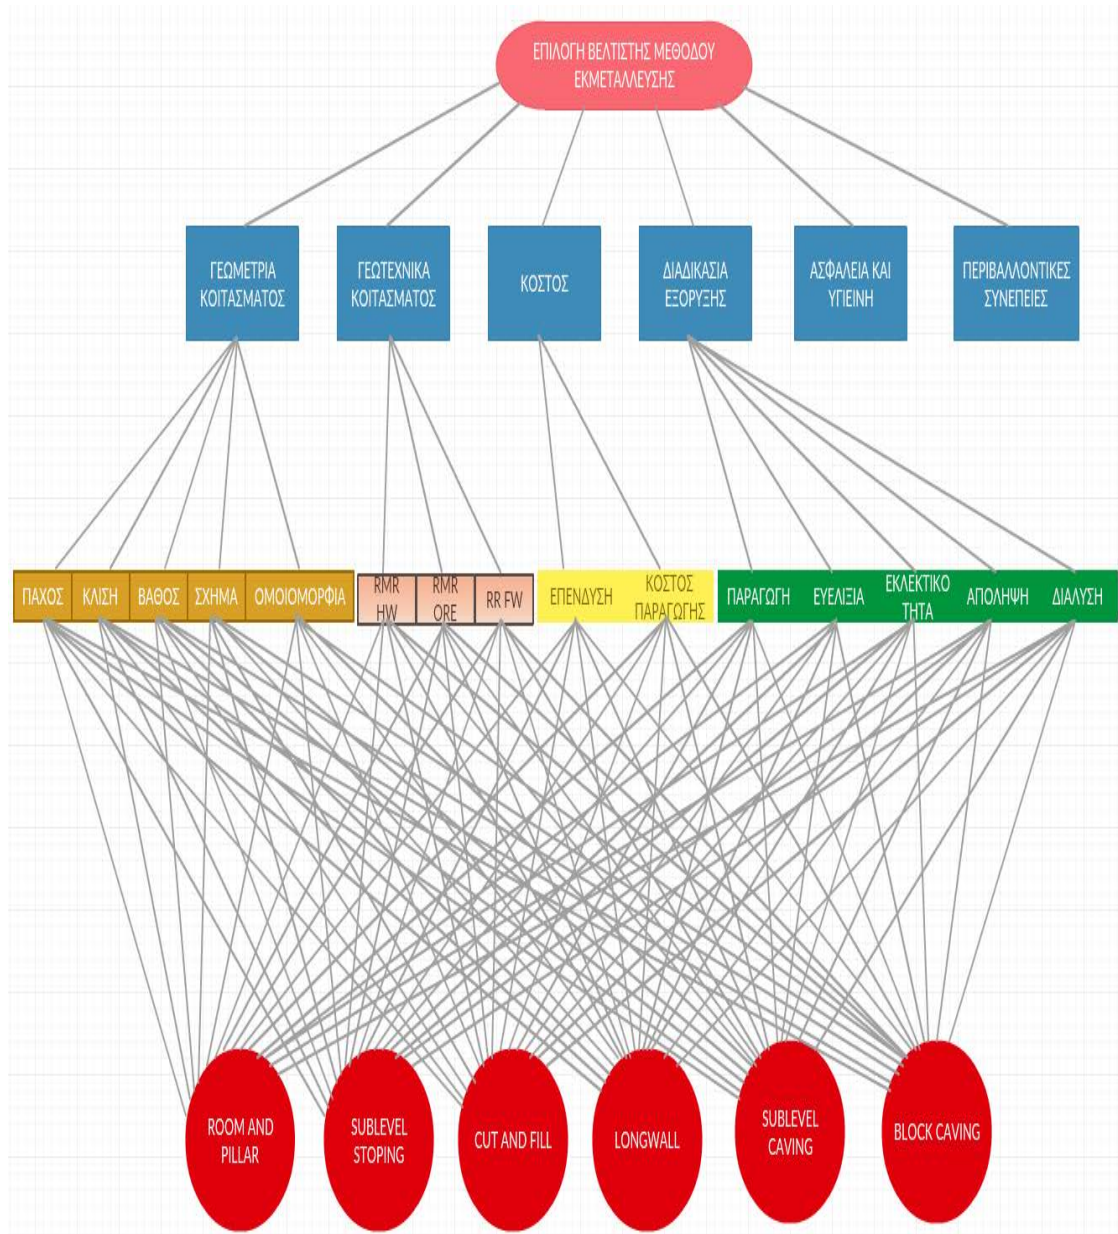 ΕΠΙΛΟΓΗ ΒΕΛΤΙΣΤΗΣ ΜΕΘΟΔΟΥ
ΕΚΜΕΤΑΛΛΕΥΣΗΣ
ΓΕΩΜΕΤΡΙΑ
ΚΟΙΤΑΣΜΑΤΟΣ
ΓΕΩΤΕΧΝΙΚΑ
ΚΟΙΤΑΣΜΑΤΟΣ
ΚΟΣΤΟΣ
ΔΙΑΔΙΚΑΣΙΑ
ΕΞΟΡΥΞΗΣ
ΑΣΦΑΛΕΙΑ ΚΑΙ
ΥΓΙΕΙΝΗ
ΠΕΡΙΒΑΛΛΟΝΤΙΚΕΣ
ΣΥΝΕΠΕΙΕΣ
ΠΑΧΟΣ
ΚΛΙΣΗ
ΒΑΘΟΣ
ΣΧΗΜΑ
ΟΜΟΙΟΜΟΡΦΙΑ
RMR
HW
RMR
ORE
RR FW
ΕΠΕΝΔΥΣΗ
ΚΟΣΤΟΣ
ΠΑΡΑΓΩΓΗΣ
ΠΑΡΑΓΩΓΗ
ΕΥΕΛΙΞΙΑ
ΕΚΛΕΚΤΙΚΟ
ΤΗΤΑ
ΑΠΟΛΗΨΗ
ΔΙΑΛΥΣΗ
ROOM AND
PILLAR
SUBLEVEL
STOPING
CUT AND FILL
LONGWALL
SUBLEVEL
CAVING
BLOCK CAVING